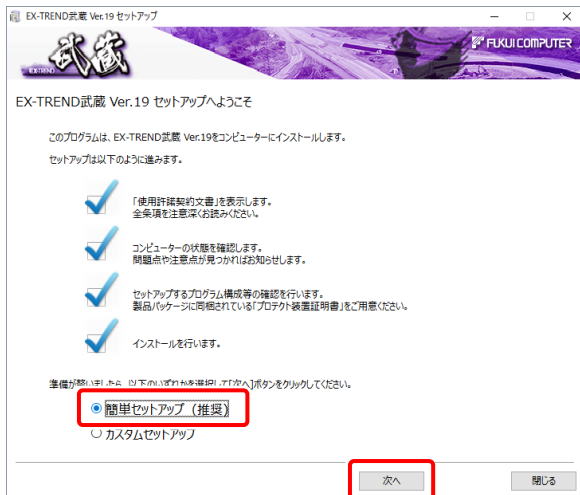 EX-TREND武蔵 Ver.19 セットアップ
EX-TREND
武蔵
FUKUI COMPUTER
EX-TREND武蔵 Ver.19 セットアップへようこそ
このプログラムは、EX-TREND武蔵 Ver.19をコンピューターにインストールします。
セットアップは以下のように進みます。
「使用許諾契約文書」を表示します。
全条項を注意深くお読みください。
コンピューターの状態を確認します。
問題点や注意点が見つかればお知らせします。
セットアップするプログラム構成等の確認を行います。
製品パッケージに同梱されている「プロテクト装置証明書」をご用意ください。
インストールを行います。
準備が整いましたら、以下のいずれかを選択して「次へ」ボタンをクリックしてください。
簡単セットアップ（推奨）
カスタムセットアップ
次へ
閉じる